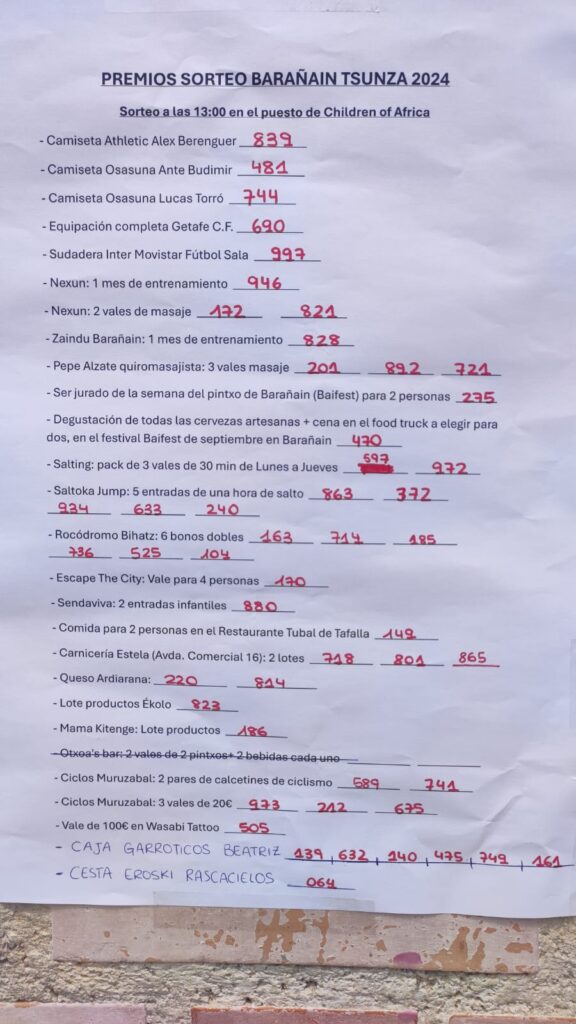 PREMIOS SORTEO BARAÑAIN TSUNZA 2024
Sorteo a las 13:00 en el puesto de Children of Africa
- Camiseta Athletic Alex Berenguer 839
- Camiseta Osasuna Ante Budimir 481
- Camiseta Osasuna Lucas Torró 744
- Equipación completa Getafe C.F. 690
- Sudadera Inter Movistar Fútbol Sala 997
- Nexun: 1 mes de entrenamiento 946
- Nexun: 2 vales de masaje 172 821
- Zaindu Barañain: 1 mes de entrenamiento 828
- Pepe Alzate quiromasajista: 3 vales masaje 201 892 721
- Ser jurado de la semana del pintxo de Barañain (Baifest) para 2 personas 275
- Degustación de todas las cervezas artesanas + cena en el food truck a elegir para
dos, en el festival Baifest de septiembre en Barañain 470
- Salting: pack de 3 vales de 30 min de Lunes a Jueves 597 972
- Saltoka Jump: 5 entradas de una hora de salto 863 372
934 633 240
- Rocódromo Bihatz: 6 bonos dobles 163 714 185
736 525 104
- Escape The City: Vale para 4 personas 170
- Sendaviva: 2 entradas infantiles 880
- Comida para 2 personas en el Restaurante Tubal de Tafalla 149
- Carnicería Estela (Avda. Comercial 16): 2 lotes 718 801 865
- Queso Ardiarana: 220 814
- Lote productos Ékolo 823
- Mama Kitenge: Lote productos 186
- Otxoa's bar: 2 vales de 2 pintxos+ 2 bebidas cada uno
- Ciclos Muruzabal: 2 pares de calcetines de ciclismo 589 741
- Ciclos Muruzabal: 3 vales de 20€ 973 212 675
- Vale de 100€ en Wasabi Tattoo 505
- CAJA GARROTICOS BEATRIZ 139, 632, 140, 475, 749, 161
- CESTA EROSKI RASCACIELOS 064